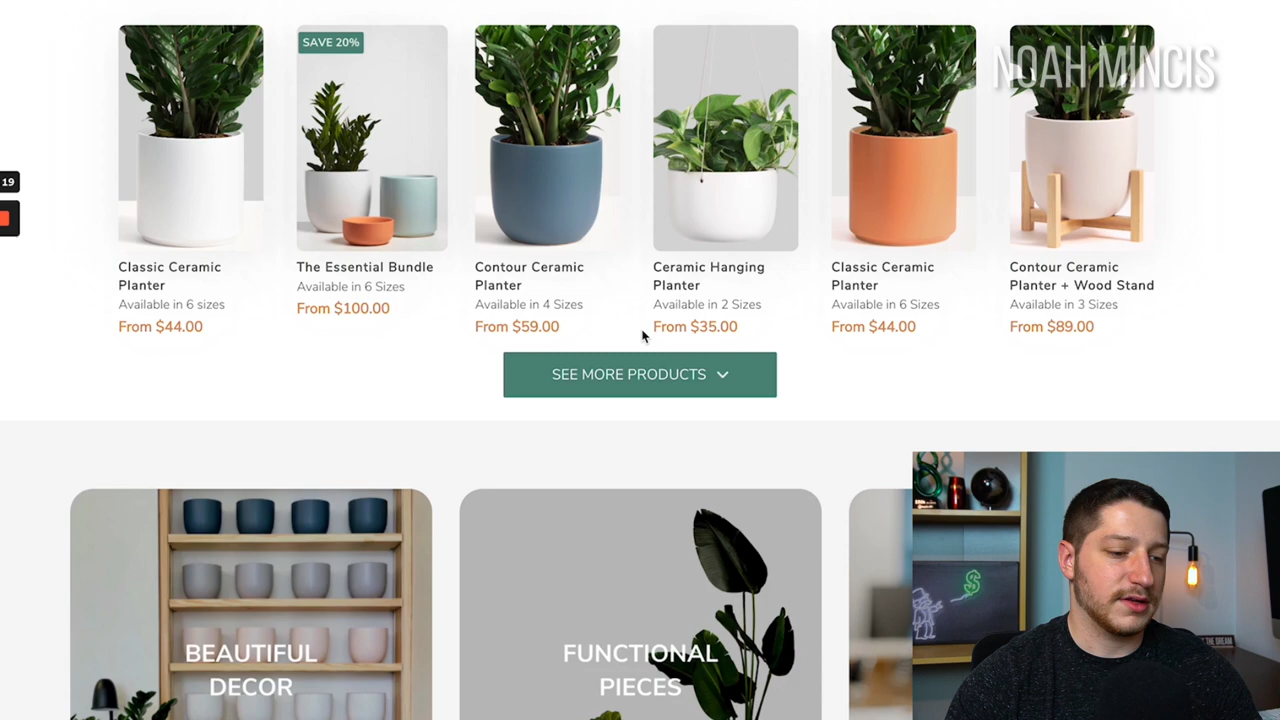 SAVE 20%
NOAH MINCIS
19
Classic Ceramic
Planter
Available in 6 sizes
From $44.00
The Essential Bundle
Available in 6 Sizes
From $100.00
Contour Ceramic
Planter
Available in 4 Sizes
From $59.00
Ceramic Hanging
Planter
Available in 2 Sizes
From $35.00
Classic Ceramic
Planter
Available in 6 Sizes
From $44.00
Contour Ceramic
Planter + Wood Stand
Available in 3 Sizes
From $89.00
SEE MORE PRODUCTS
BEAUTIFUL
DECOR
FUNCTIONAL
PIECES
$
THE DREAM